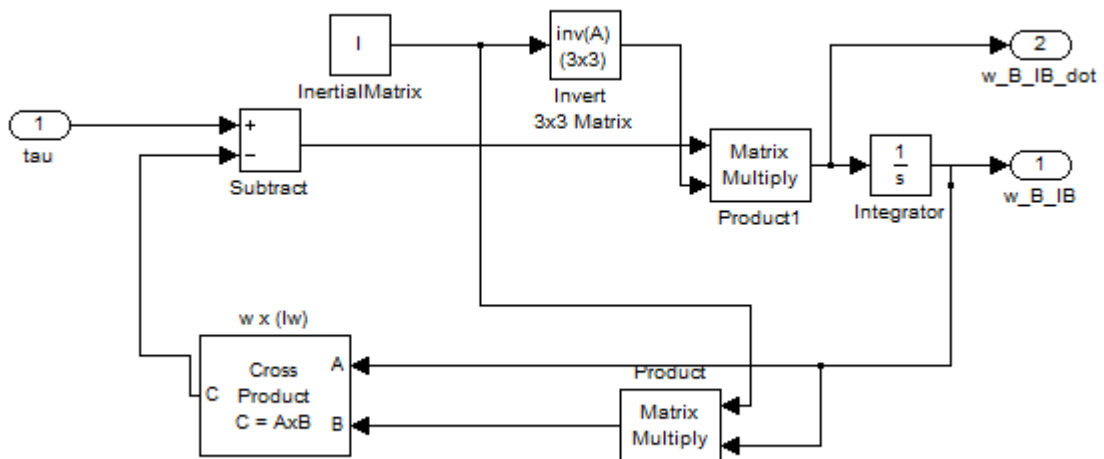 I
InertialMatrix
inv(A)
(3x3)
Invert
3x3 Matrix
2
w_B_IB_dot
1
tau
+
−
Subtract
Matrix
Multiply
Product1
1
s
Integrator
1
w_B_IB
w x (Iw)
Cross
Product
C = AxB
A
B
C
Product
Matrix
Multiply